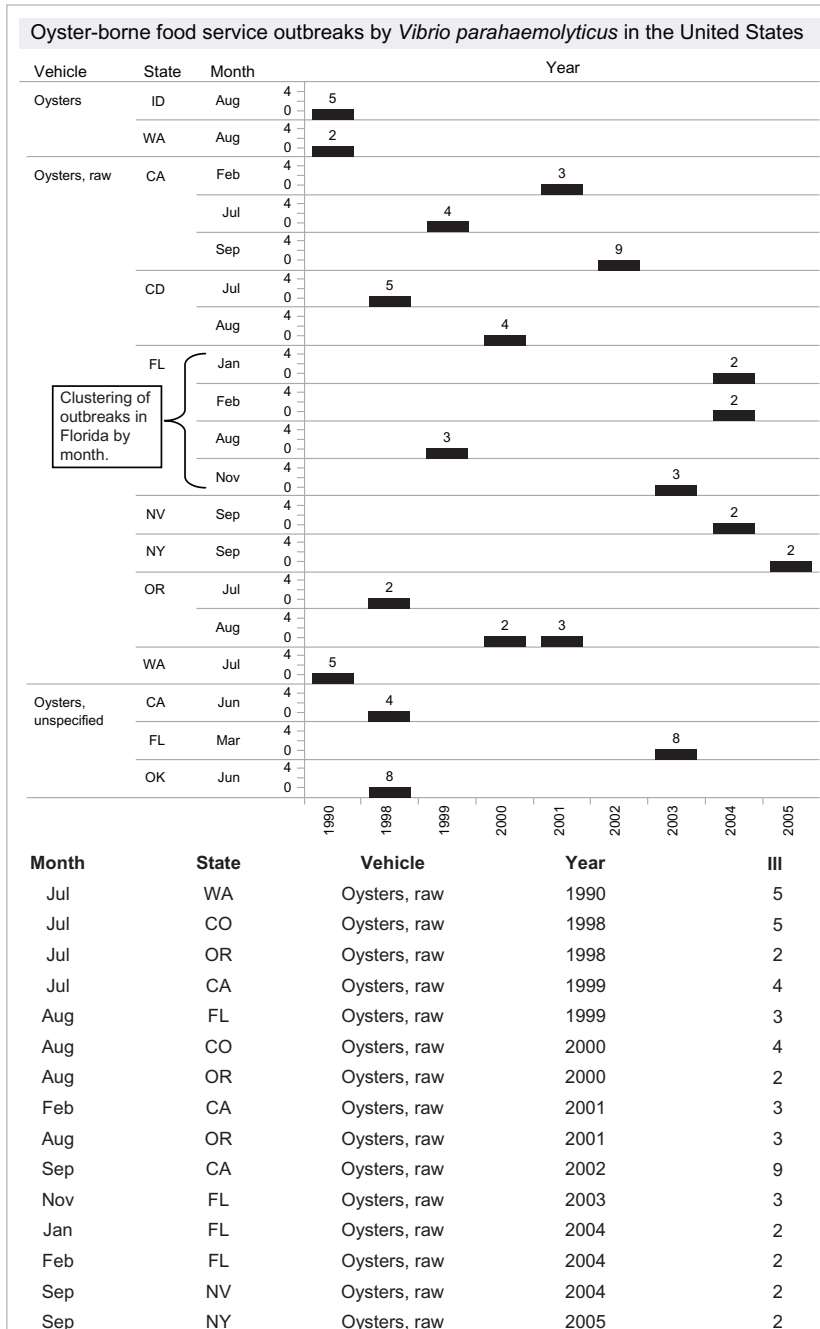 Oyster-borne food service outbreaks by Vibrio parahaemolyticus in the United States
Vehicle State Month Year
Oysters ID Aug 4 0 5
WA Aug 4 0 2
Oysters, raw CA Feb 4 0 3
Jul 4 0 4
Sep 4 0 9
CD Jul 4 0 5
Aug 4 0 4
FL Jan 4 0 2
Feb 4 0 2
Aug 4 0 3
Nov 4 0 3
Clustering of
outbreaks in
Florida by
month.
NV Sep 4 0 2
NY Sep 4 0 2
OR Jul 4 0 2
Aug 4 0 2 3
WA Jul 4 0 5
Oysters,
unspecified
CA Jun 4 0 4
FL Mar 4 0 8
OK Jun 4 0 8
1990 1998 1999 2000 2001 2002 2003 2004 2005
Month State Vehicle Year Ill
Jul WA Oysters, raw 1990 5
Jul CO Oysters, raw 1998 5
Jul OR Oysters, raw 1998 2
Jul CA Oysters, raw 1999 4
Aug FL Oysters, raw 1999 3
Aug CO Oysters, raw 2000 4
Aug OR Oysters, raw 2000 2
Feb CA Oysters, raw 2001 3
Aug OR Oysters, raw 2001 3
Sep CA Oysters, raw 2002 9
Nov FL Oysters, raw 2003 3
Jan FL Oysters, raw 2004 2
Feb FL Oysters, raw 2004 2
Sep NV Oysters, raw 2004 2
Sep NY Oysters, raw 2005 2